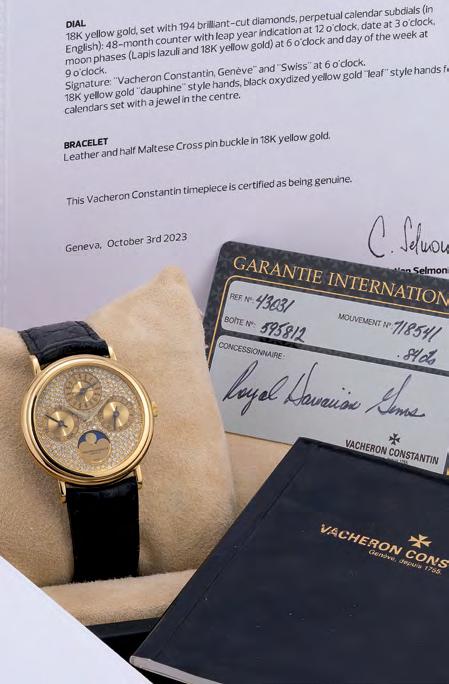 DIAL
18K yellow gold, set with 194 brilliant-cut diamonds, perpetual calendar subdials (in
English): 48-month counter with leap year indication at 12 o'clock, date at 3 o'clock,
moon phases (Lapis lazuli and 18K yellow gold) at 6 o'clock and day of the week at
9 o'clock.
Signature: "Vacheron Constantin, Genève" and "Swiss" at 6 o'clock.
18K yellow gold "dauphine" style hands, black oxydized yellow gold "leaf" style hands f
calendars set with a jewel in the centre.
BRACELET
Leather and half Maltese Cross pin buckle in 18K yellow gold.
This Vacheron Constantin timepiece is certified as being genuine.
Geneva, October 3rd 2023
C. Selmon
Selmoni
GARANTIE INTERNATION
REF. N° 43031
BOÎTE N° 595812
MOUVEMENT N° 718541
CONCESSIONNAIRE:
Royal Hawaiian Gems
VACHERON CONSTANTIN
VACHERON CONS
Genève, depuis 1755.